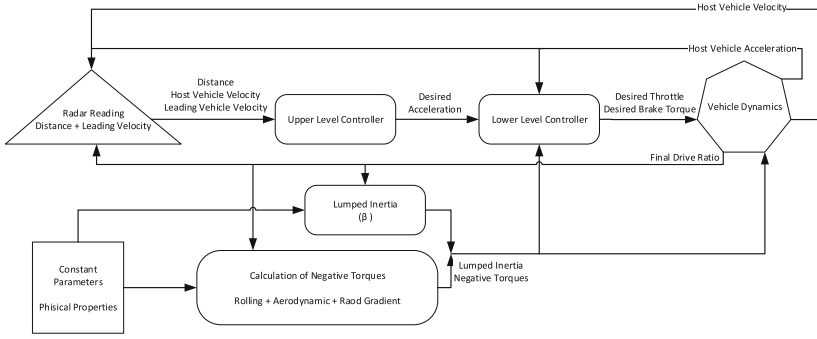 Host Vehicle Velocity
Host Vehicle Acceleration
Distance
Host Vehicle Velocity
Leading Vehicle Velocity
Desired
Acceleration
Desired Throttle
Desired Brake Torque
Radar Reading
Distance + Leading Velocity
Upper Level Controller
Lower Level Controller
Vehicle Dynamics
Final Drive Ratio
Lumped Inertia
(β )
Constant
Parameters
Phisical Properties
Calculation of Negative Torques
Rolling + Aerodynamic + Raod Gradient
Lumped Inertia
Negative Torques